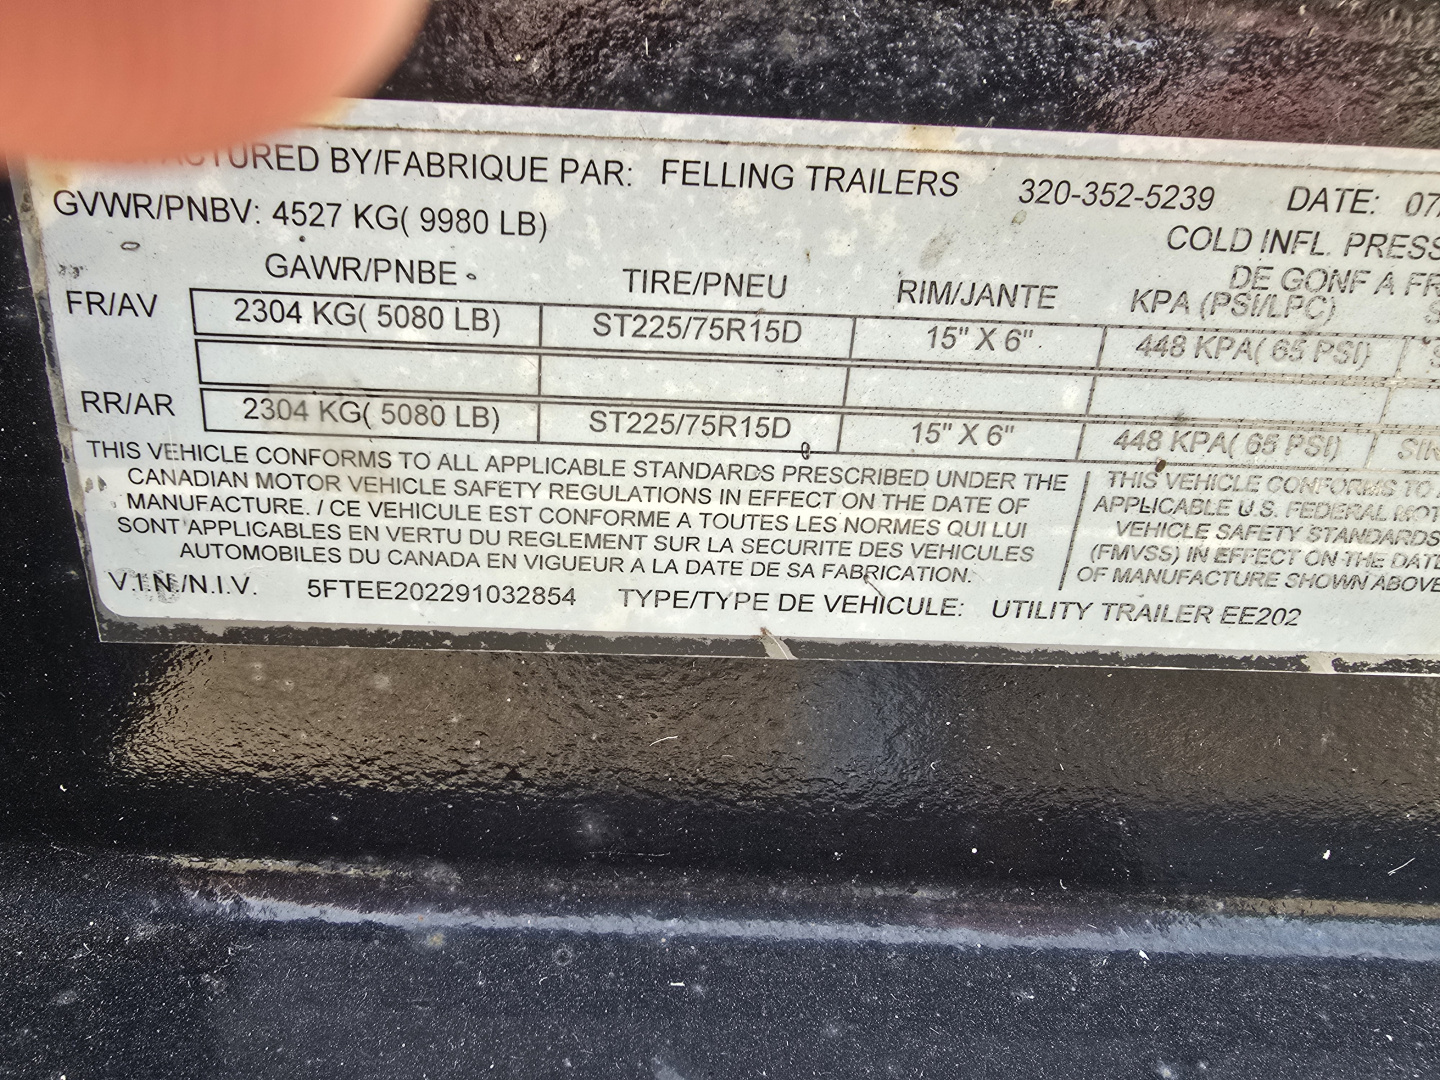 MANUFACTURED BY/FABRIQUE PAR: FELLING TRAILERS 320-352-5239 DATE: 07
GVWR/PNBV: 4527 KG( 9980 LB)
COLD INFL. PRESS
DE GONF A FR
GAWR/PNBE TIRE/PNEU RIM/JANTE KPA (PSI/LPC)
FR/AV 2304 KG( 5080 LB) ST225/75R15D 15" X 6" 448 KPA( 65 PSI)
RR/AR 2304 KG( 5080 LB) ST225/75R15D 15" X 6" 448 KPA( 65 PSI)
THIS VEHICLE CONFORMS TO ALL APPLICABLE STANDARDS PRESCRIBED UNDER THE
CANADIAN MOTOR VEHICLE SAFETY REGULATIONS IN EFFECT ON THE DATE OF
MANUFACTURE. / CE VEHICULE EST CONFORME A TOUTES LES NORMES QUI LUI
SONT APPLICABLES EN VERTU DU REGLEMENT SUR LA SECURITE DES VEHICULES
AUTOMOBILES DU CANADA EN VIGUEUR A LA DATE DE SA FABRICATION.
THIS VEHICLE CONFORMS TO
APPLICABLE U.S. FEDERAL MOT
VEHICLE SAFETY STANDARDS
(FMVSS) IN EFFECT ON THE DATE
OF MANUFACTURE SHOWN ABOVE
V.I.N./N.I.V. 5FTEE202291032854 TYPE/TYPE DE VEHICULE: UTILITY TRAILER EE202